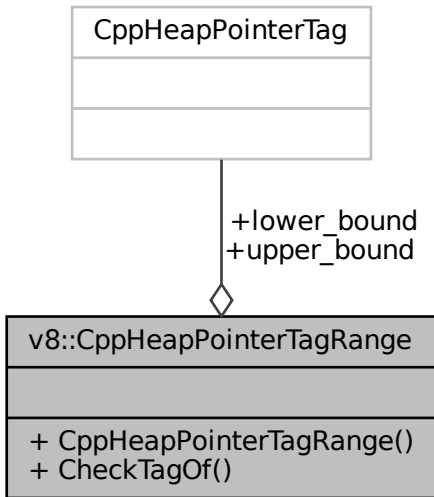 CppHeapPointerTag
+lower_bound
+upper_bound
v8::CppHeapPointerTagRange
+ CppHeapPointerTagRange()
+ CheckTagOf()